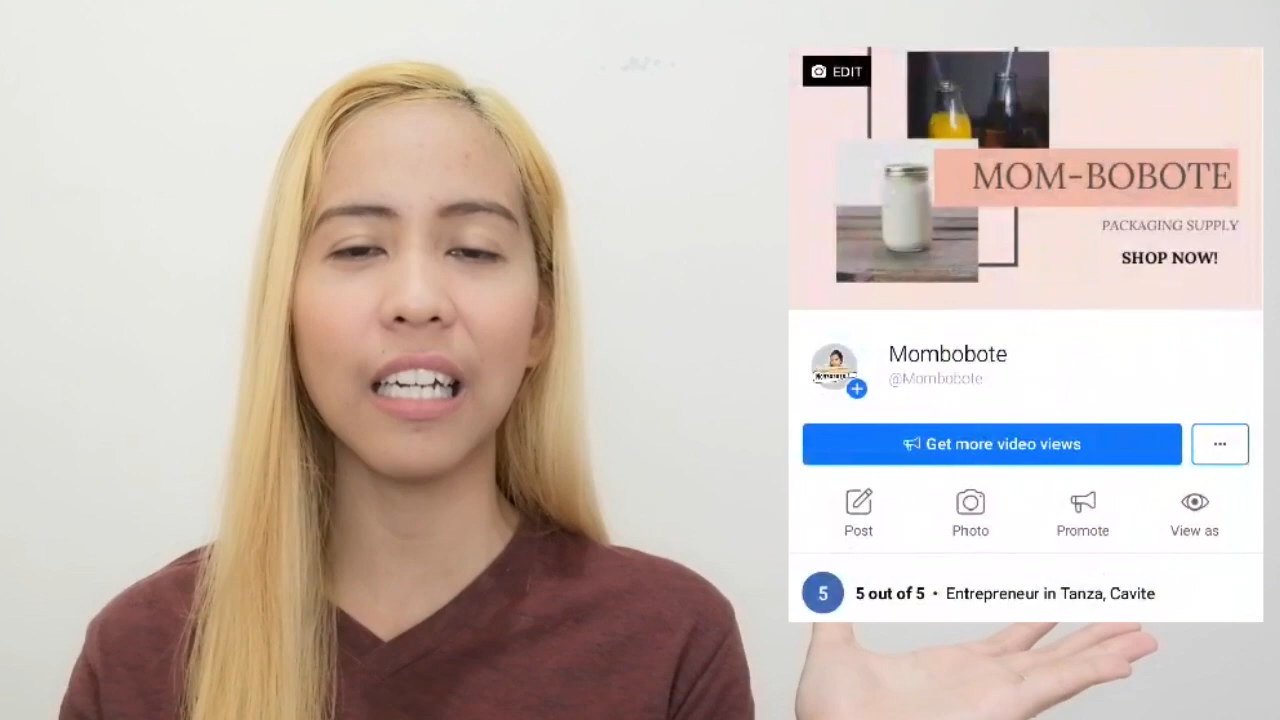 EDIT
MOM-BOBOTE
PACKAGING SUPPLY
SHOP NOW!
Mombobote
@Mombobote
Get more video views
Post
Photo
Promote
View as
5
5 out of 5 • Entrepreneur in Tanza, Cavite